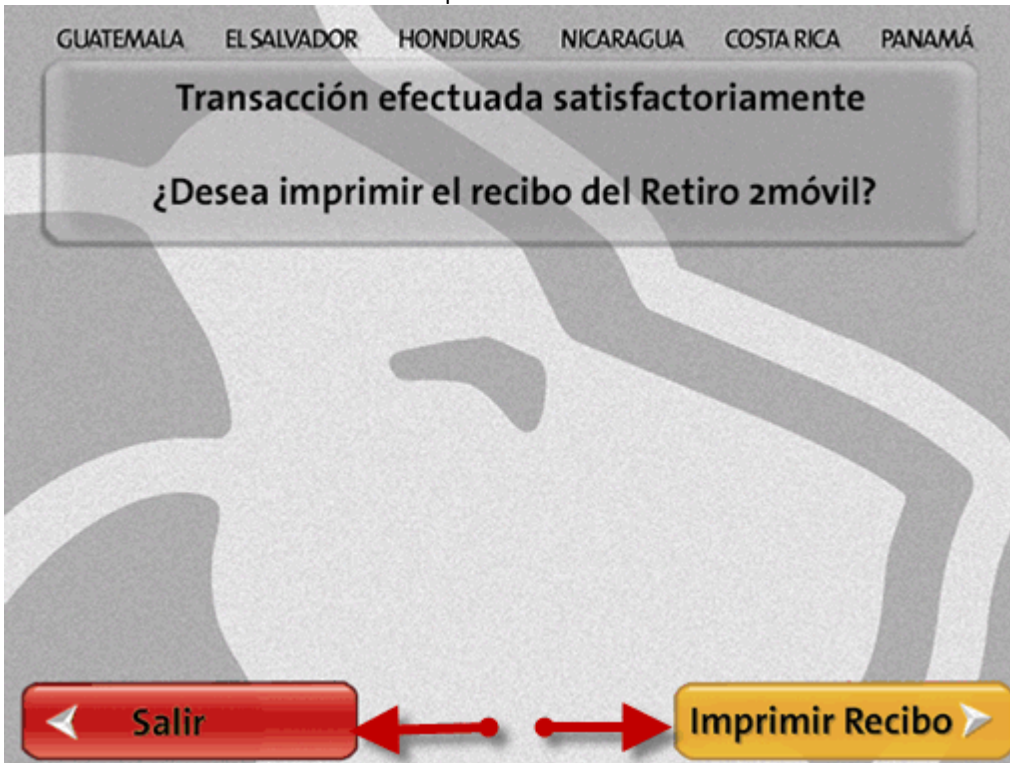 GUATEMALA EL SALVADOR HONDURAS NICARAGUA COSTA RICA PANAMÁ
Transacción efectuada satisfactoriamente
¿Desea imprimir el recibo del Retiro 2móvil?
Salir Imprimir Recibo